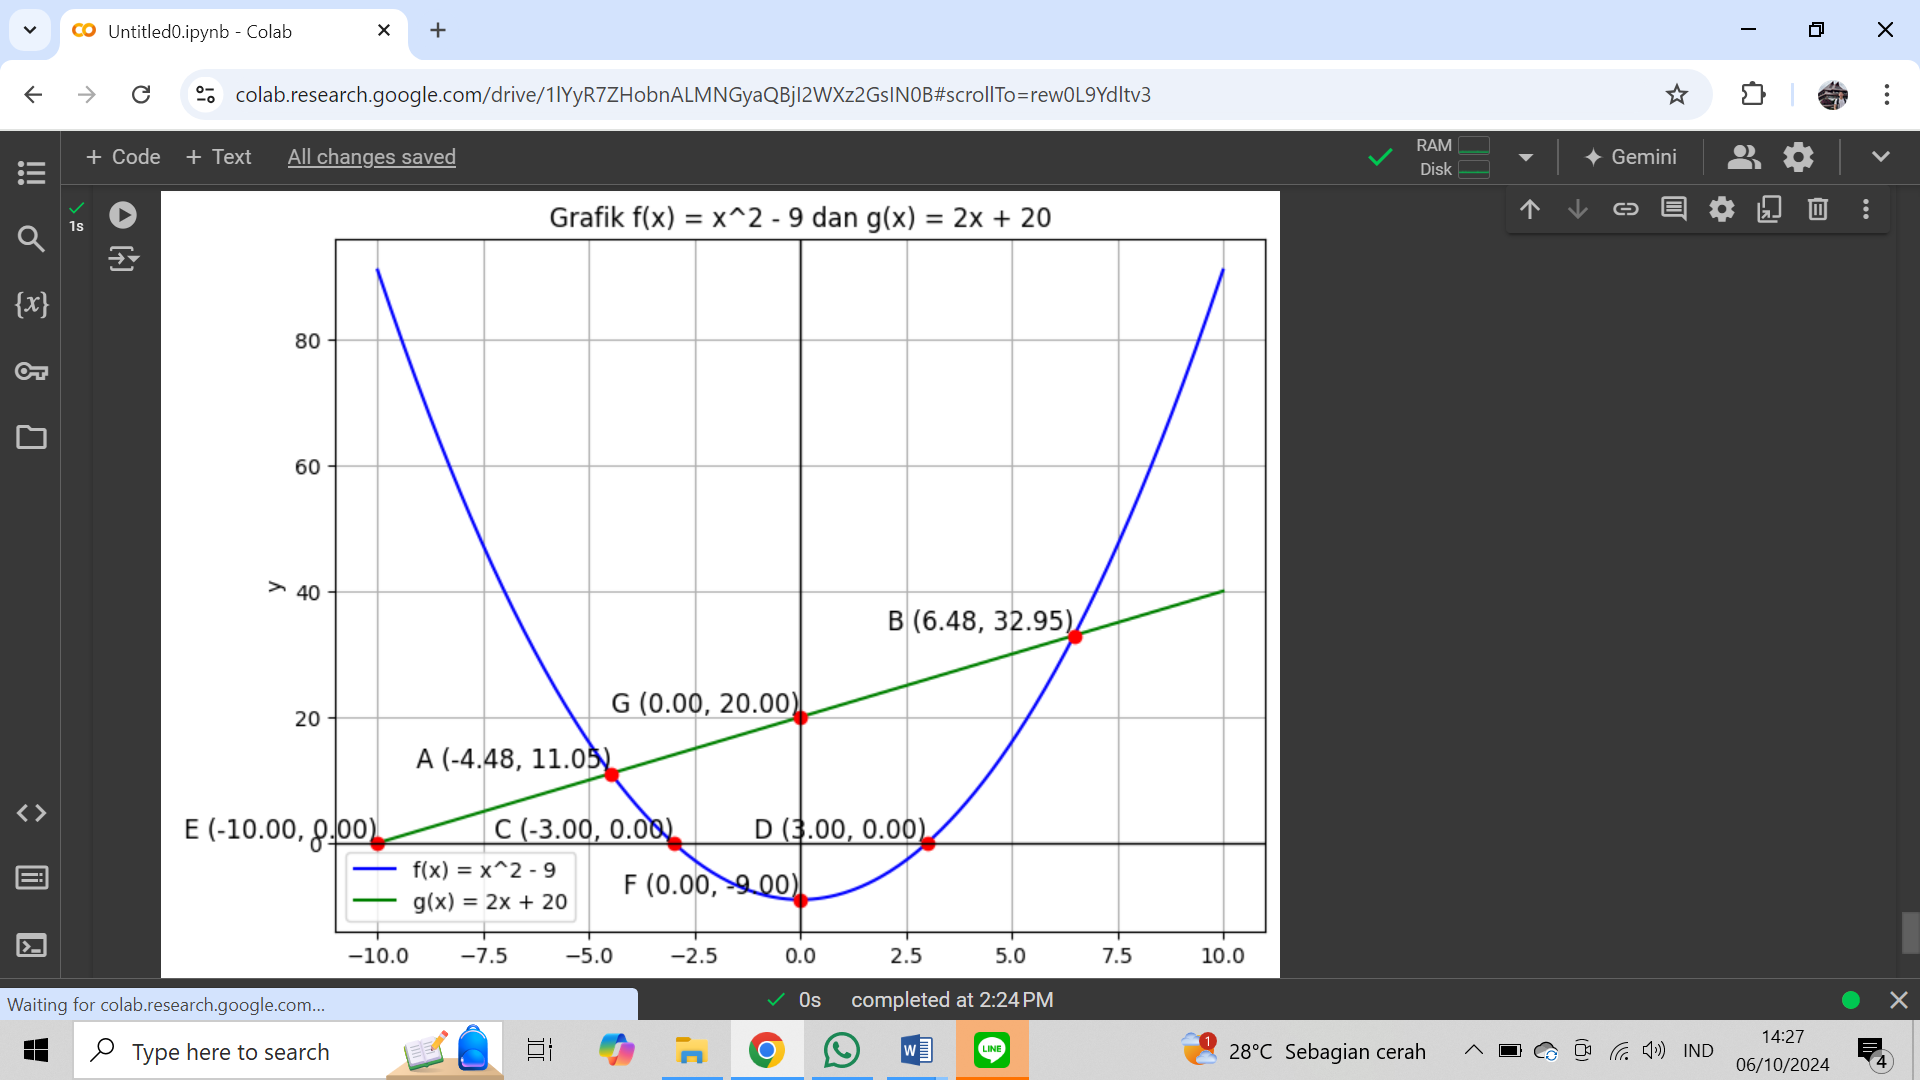 Untitled0.ipynb - Colab
colab.research.google.com/drive/1lYyR7ZHobnALMNGyaQBjI2WXz2GsIN0B#scrollTo=rew0L9YdItv3
+ Code + Text All changes saved
RAM
Disk
Gemini
1s
{x}
Grafik f(x) = x^2 - 9 dan g(x) = 2x + 20
80
60
y
40
20
0
B (6.48, 32.95)
G (0.00, 20.00)
A (-4.48, 11.05)
E (-10.00, 0.00)
C (-3.00, 0.00)
D (3.00, 0.00)
F (0.00, -9.00)
f(x) = x^2 - 9
g(x) = 2x + 20
−10.0 −7.5 −5.0 −2.5 0.0 2.5 5.0 7.5 10.0
Waiting for colab.research.google.com...
0s completed at 2:24 PM
Type here to search
LINE
1
28°C Sebagian cerah
IND
14:27
06/10/2024
4